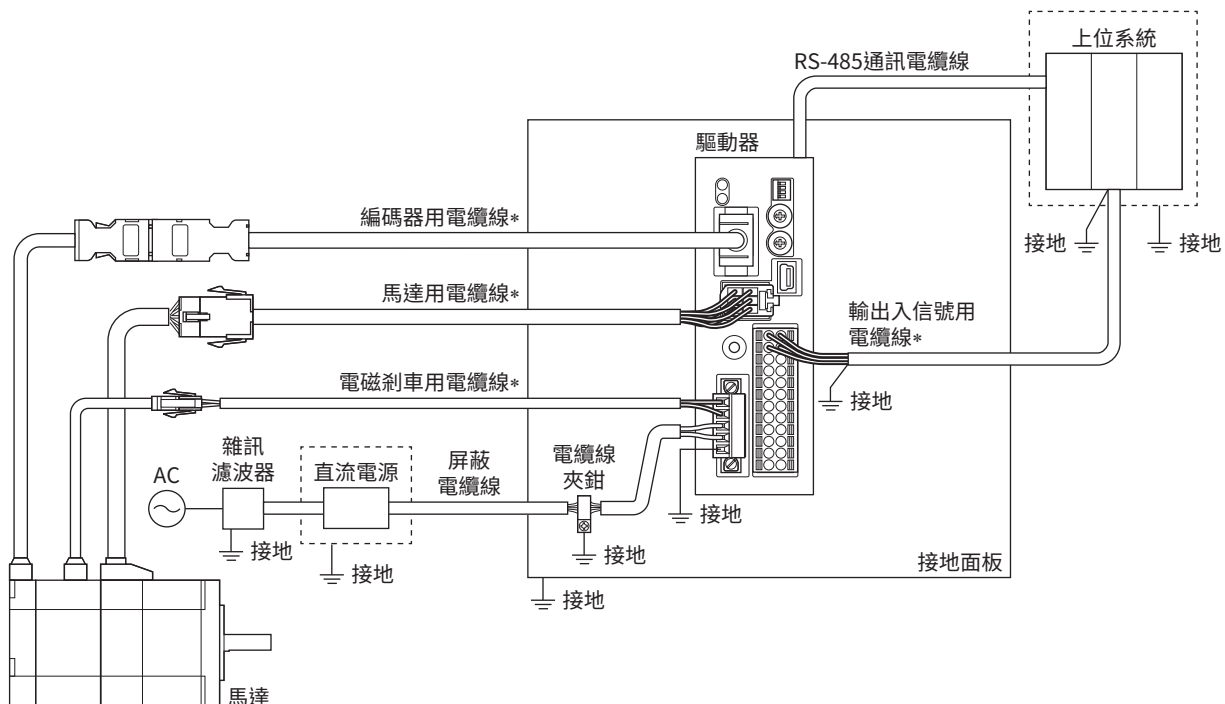 上位系統
RS-485通訊電纜線
驅動器
編碼器用電纜線*
接地
接地
馬達用電纜線*
輸出入信號用
電纜線*
電磁剎車用電纜線*
接地
雜訊
濾波器
AC
直流電源
屏蔽
電纜線
電纜線
夾鉗
接地
接地
接地
接地
接地面板
接地
馬達